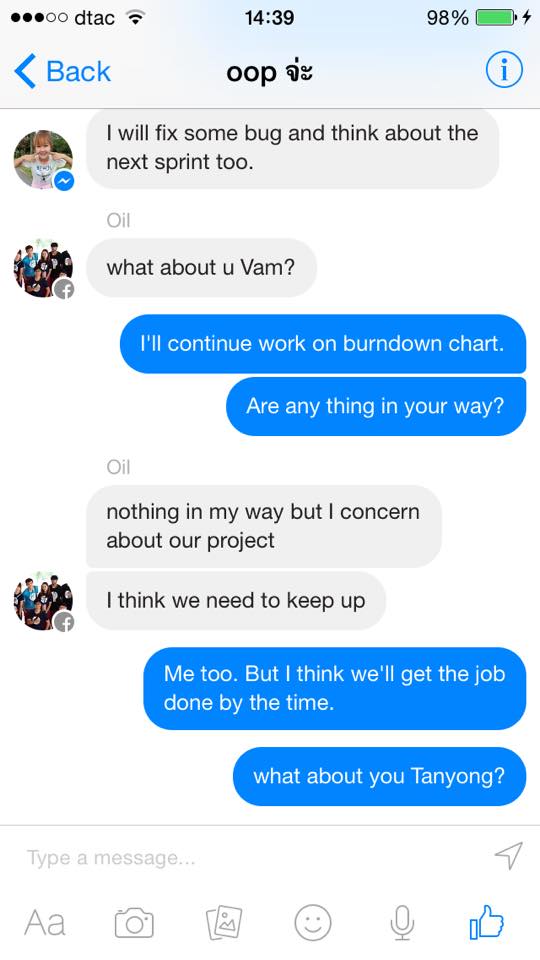 dtac 14:39 98%
Back oop จ่ะ
I will fix some bug and think about the
next sprint too.
Oil
what about u Vam?
I'll continue work on burndown chart.
Are any thing in your way?
Oil
nothing in my way but I concern
about our project
I think we need to keep up
Me too. But I think we'll get the job
done by the time.
what about you Tanyong?
Type a message...
Aa